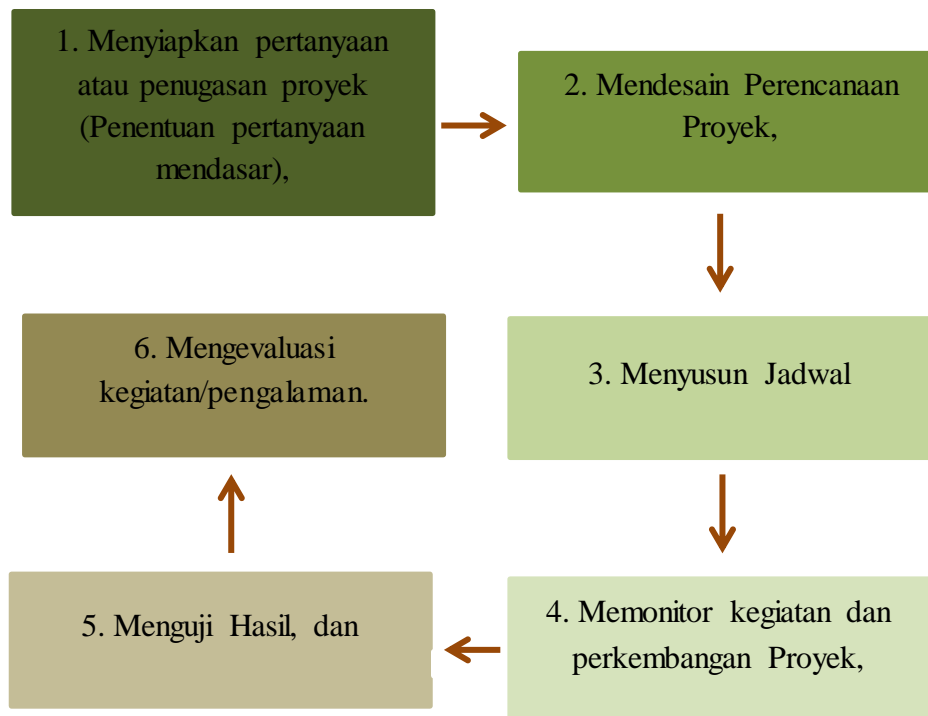 1. Menyiapkan pertanyaan
atau penugasan proyek
(Penentuan pertanyaan
mendasar),
2. Mendesain Perencanaan
Proyek,
3. Menyusun Jadwal
4. Memonitor kegiatan dan
perkembangan Proyek,
5. Menguji Hasil, dan
6. Mengevaluasi
kegiatan/pengalaman.